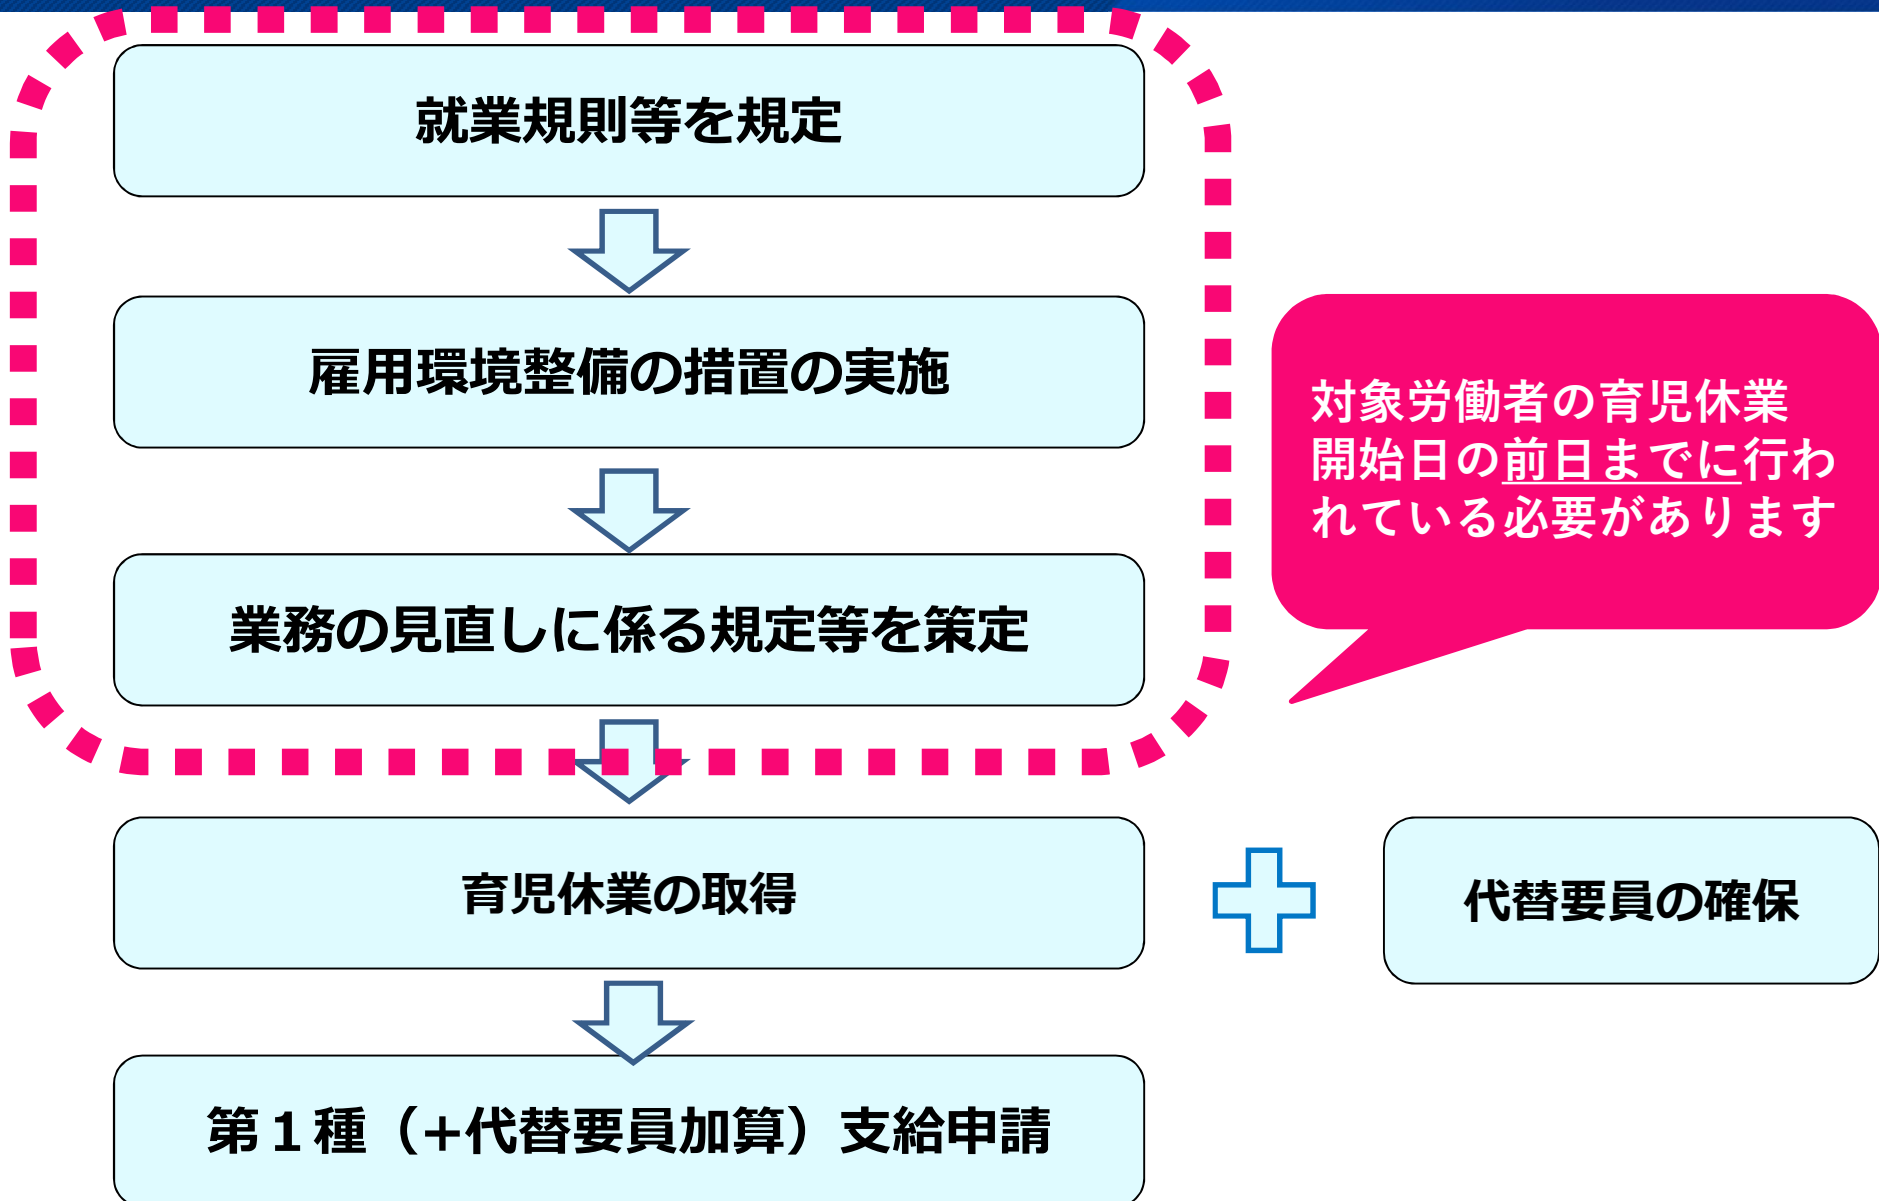 就業規則等を規定
雇用環境整備の措置の実施
対象労働者の育児休業
開始日の前日までに行わ
れている必要があります
業務の見直しに係る規定等を策定
育児休業の取得
代替要員の確保
第１種（+代替要員加算）支給申請